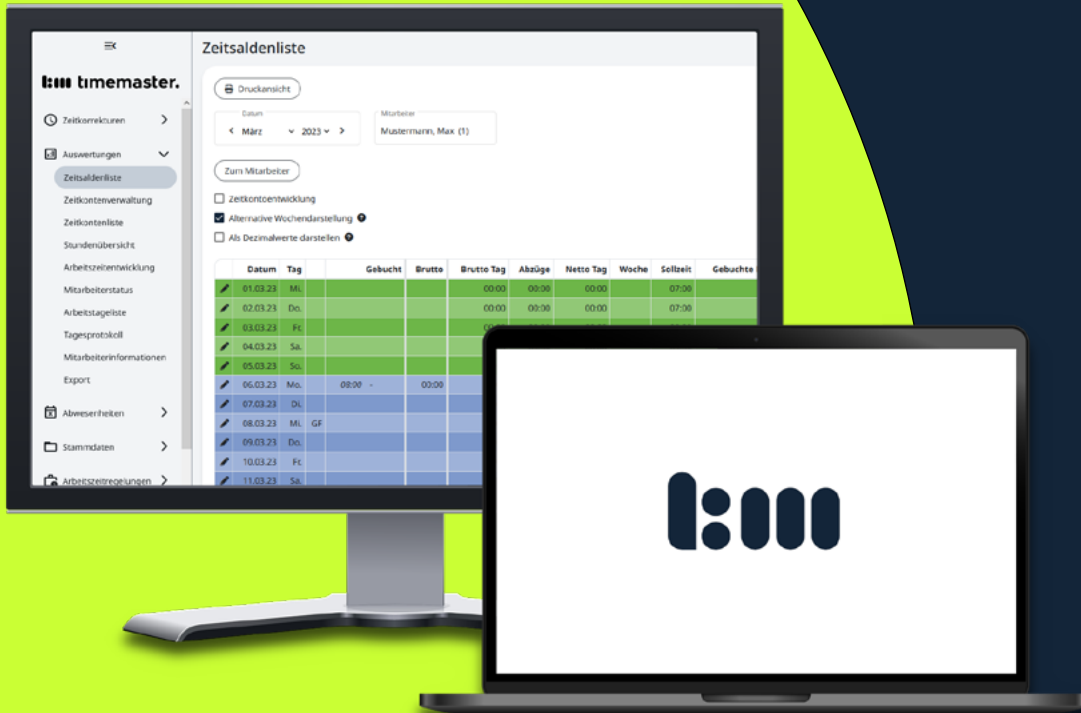 timemaster.
Zeitkorrekturen
Auswertungen
Zeitsaldenliste
Zeitkontenverwaltung
Zeitkontenliste
Stundenübersicht
Arbeitszeitentwicklung
Mitarbeiterstatus
Arbeitstageliste
Tagesprotokoll
Mitarbeiterinformationen
Export
Abwesenheiten
Stammdaten
Arbeitszeitregelungen
Zeitsaldenliste
Druckansicht
Datum Mitarbeiter
März 2023 Mustermann, Max (1)
Zum Mitarbeiter
Zeitkontoentwicklung
Alternative Wochendarstellung
Als Dezimalwerte darstellen
Datum Tag Gebucht Brutto Brutto Tag Abzüge Netto Tag Woche Sollzeit Gebuchte
01.03.23 Mi. 00:00 00:00 00:00 07:00
02.03.23 Do. 00:00 00:00 00:00 07:00
03.03.23 Fr.
04.03.23 Sa.
05.03.23 So.
06.03.23 Mo. 08:00 - 00:00
07.03.23 Di.
08.03.23 Mi. GF
09.03.23 Do.
10.03.23 Fr.
11.03.23 Sa.